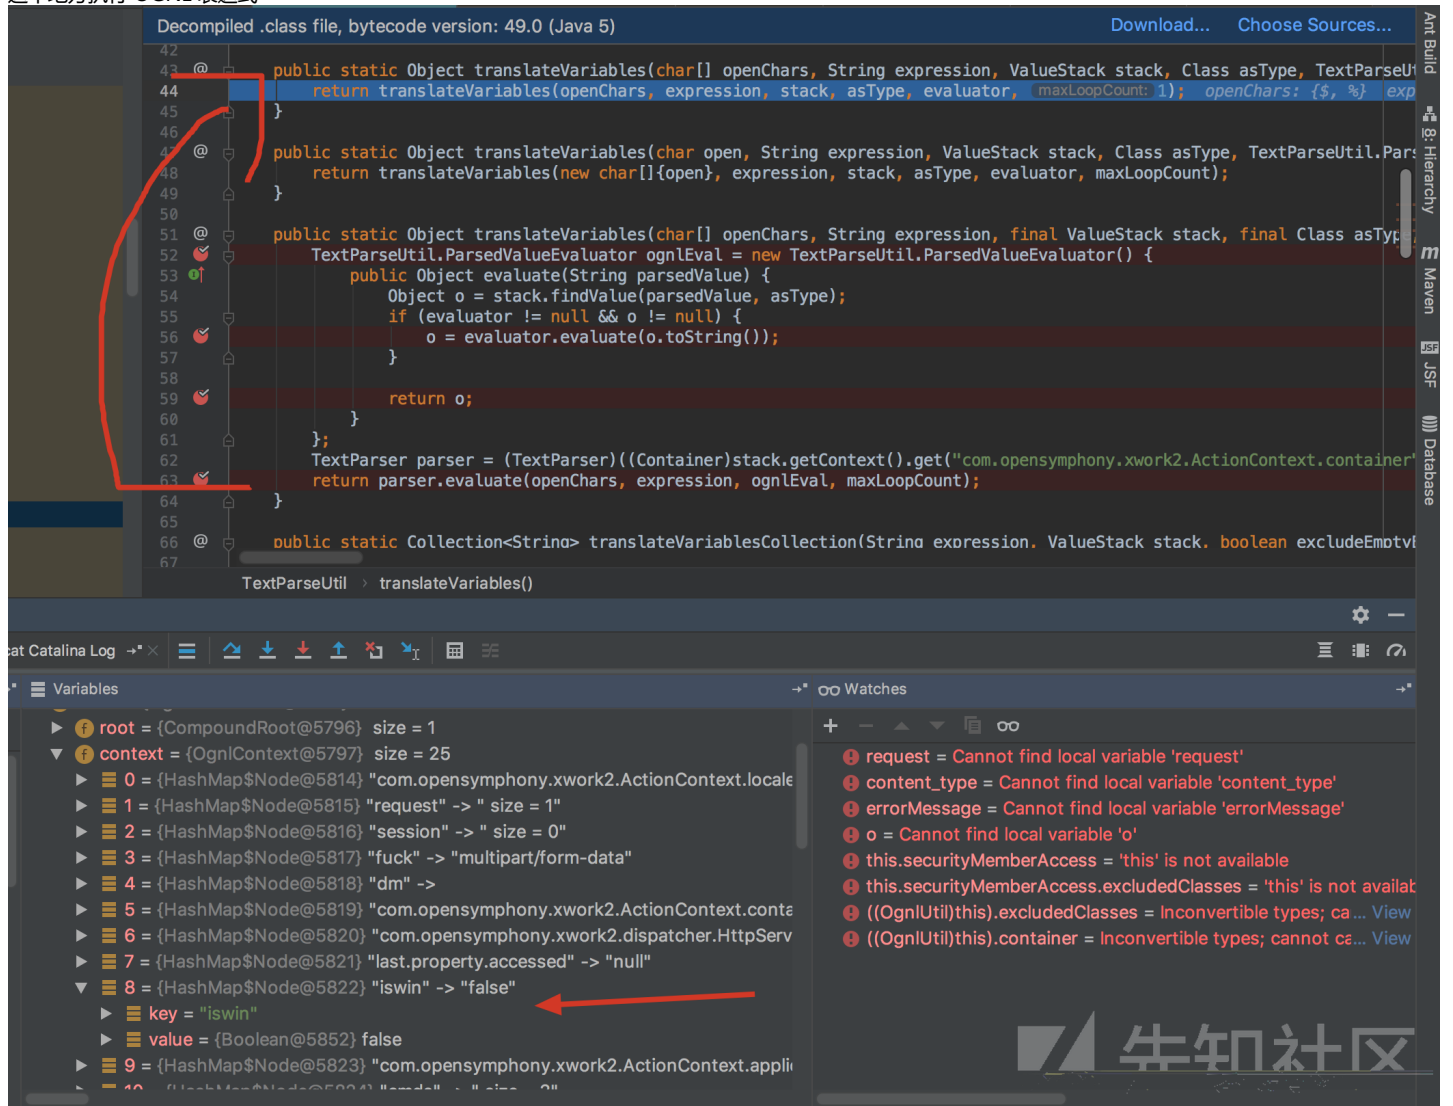 Decompiled .class file, bytecode version: 49.0 (Java 5)
Download...
Choose Sources...
42
43 @ public static Object translateVariables(char[] openChars, String expression, ValueStack stack, Class asType, TextParseUt
44 return translateVariables(openChars, expression, stack, asType, evaluator, maxLoopCount: 1); openChars: {$, %} exp
45 }
46
47 @ public static Object translateVariables(char open, String expression, ValueStack stack, Class asType, TextParseUtil.Pars
48 return translateVariables(new char[]{open}, expression, stack, asType, evaluator, maxLoopCount);
49 }
50
51 @ public static Object translateVariables(char[] openChars, String expression, final ValueStack stack, final Class asType,
52 TextParseUtil.ParsedValueEvaluator ognlEval = new TextParseUtil.ParsedValueEvaluator() {
53 public Object evaluate(String parsedValue) {
54 Object o = stack.findValue(parsedValue, asType);
55 if (evaluator != null && o != null) {
56 o = evaluator.evaluate(o.toString());
57 }
58
59 return o;
60 }
61 };
62 TextParser parser = (TextParser)((Container)stack.getContext().get("com.opensymphony.xwork2.ActionContext.container"
63 return parser.evaluate(openChars, expression, ognlEval, maxLoopCount);
64 }
65
66 @ public static Collection<String> translateVariablesCollection(String expression, ValueStack stack, boolean excludeEmptyE
67
TextParseUtil > translateVariables()
Ant Build
8: Hierarchy
m Maven
JSF JSF
Database
cat Catalina Log
Variables
root = {CompoundRoot@5796} size = 1
context = {OgnlContext@5797} size = 25
0 = {HashMap$Node@5814} "com.opensymphony.xwork2.ActionContext.locale
1 = {HashMap$Node@5815} "request" -> " size = 1"
2 = {HashMap$Node@5816} "session" -> " size = 0"
3 = {HashMap$Node@5817} "fuck" -> "multipart/form-data"
4 = {HashMap$Node@5818} "dm" ->
5 = {HashMap$Node@5819} "com.opensymphony.xwork2.ActionContext.conta
6 = {HashMap$Node@5820} "com.opensymphony.xwork2.dispatcher.HttpServ
7 = {HashMap$Node@5821} "last.property.accessed" -> "null"
8 = {HashMap$Node@5822} "iswin" -> "false"
key = "iswin"
value = {Boolean@5852} false
9 = {HashMap$Node@5823} "com.opensymphony.xwork2.ActionContext.appli
Watches
request = Cannot find local variable 'request'
content_type = Cannot find local variable 'content_type'
errorMessage = Cannot find local variable 'errorMessage'
o = Cannot find local variable 'o'
this.securityMemberAccess = 'this' is not available
this.securityMemberAccess.excludedClasses = 'this' is not availab
((OgnlUtil)this).excludedClasses = Inconvertible types; ca... View
((OgnlUtil)this).container = Inconvertible types; cannot ca... View
先知社区